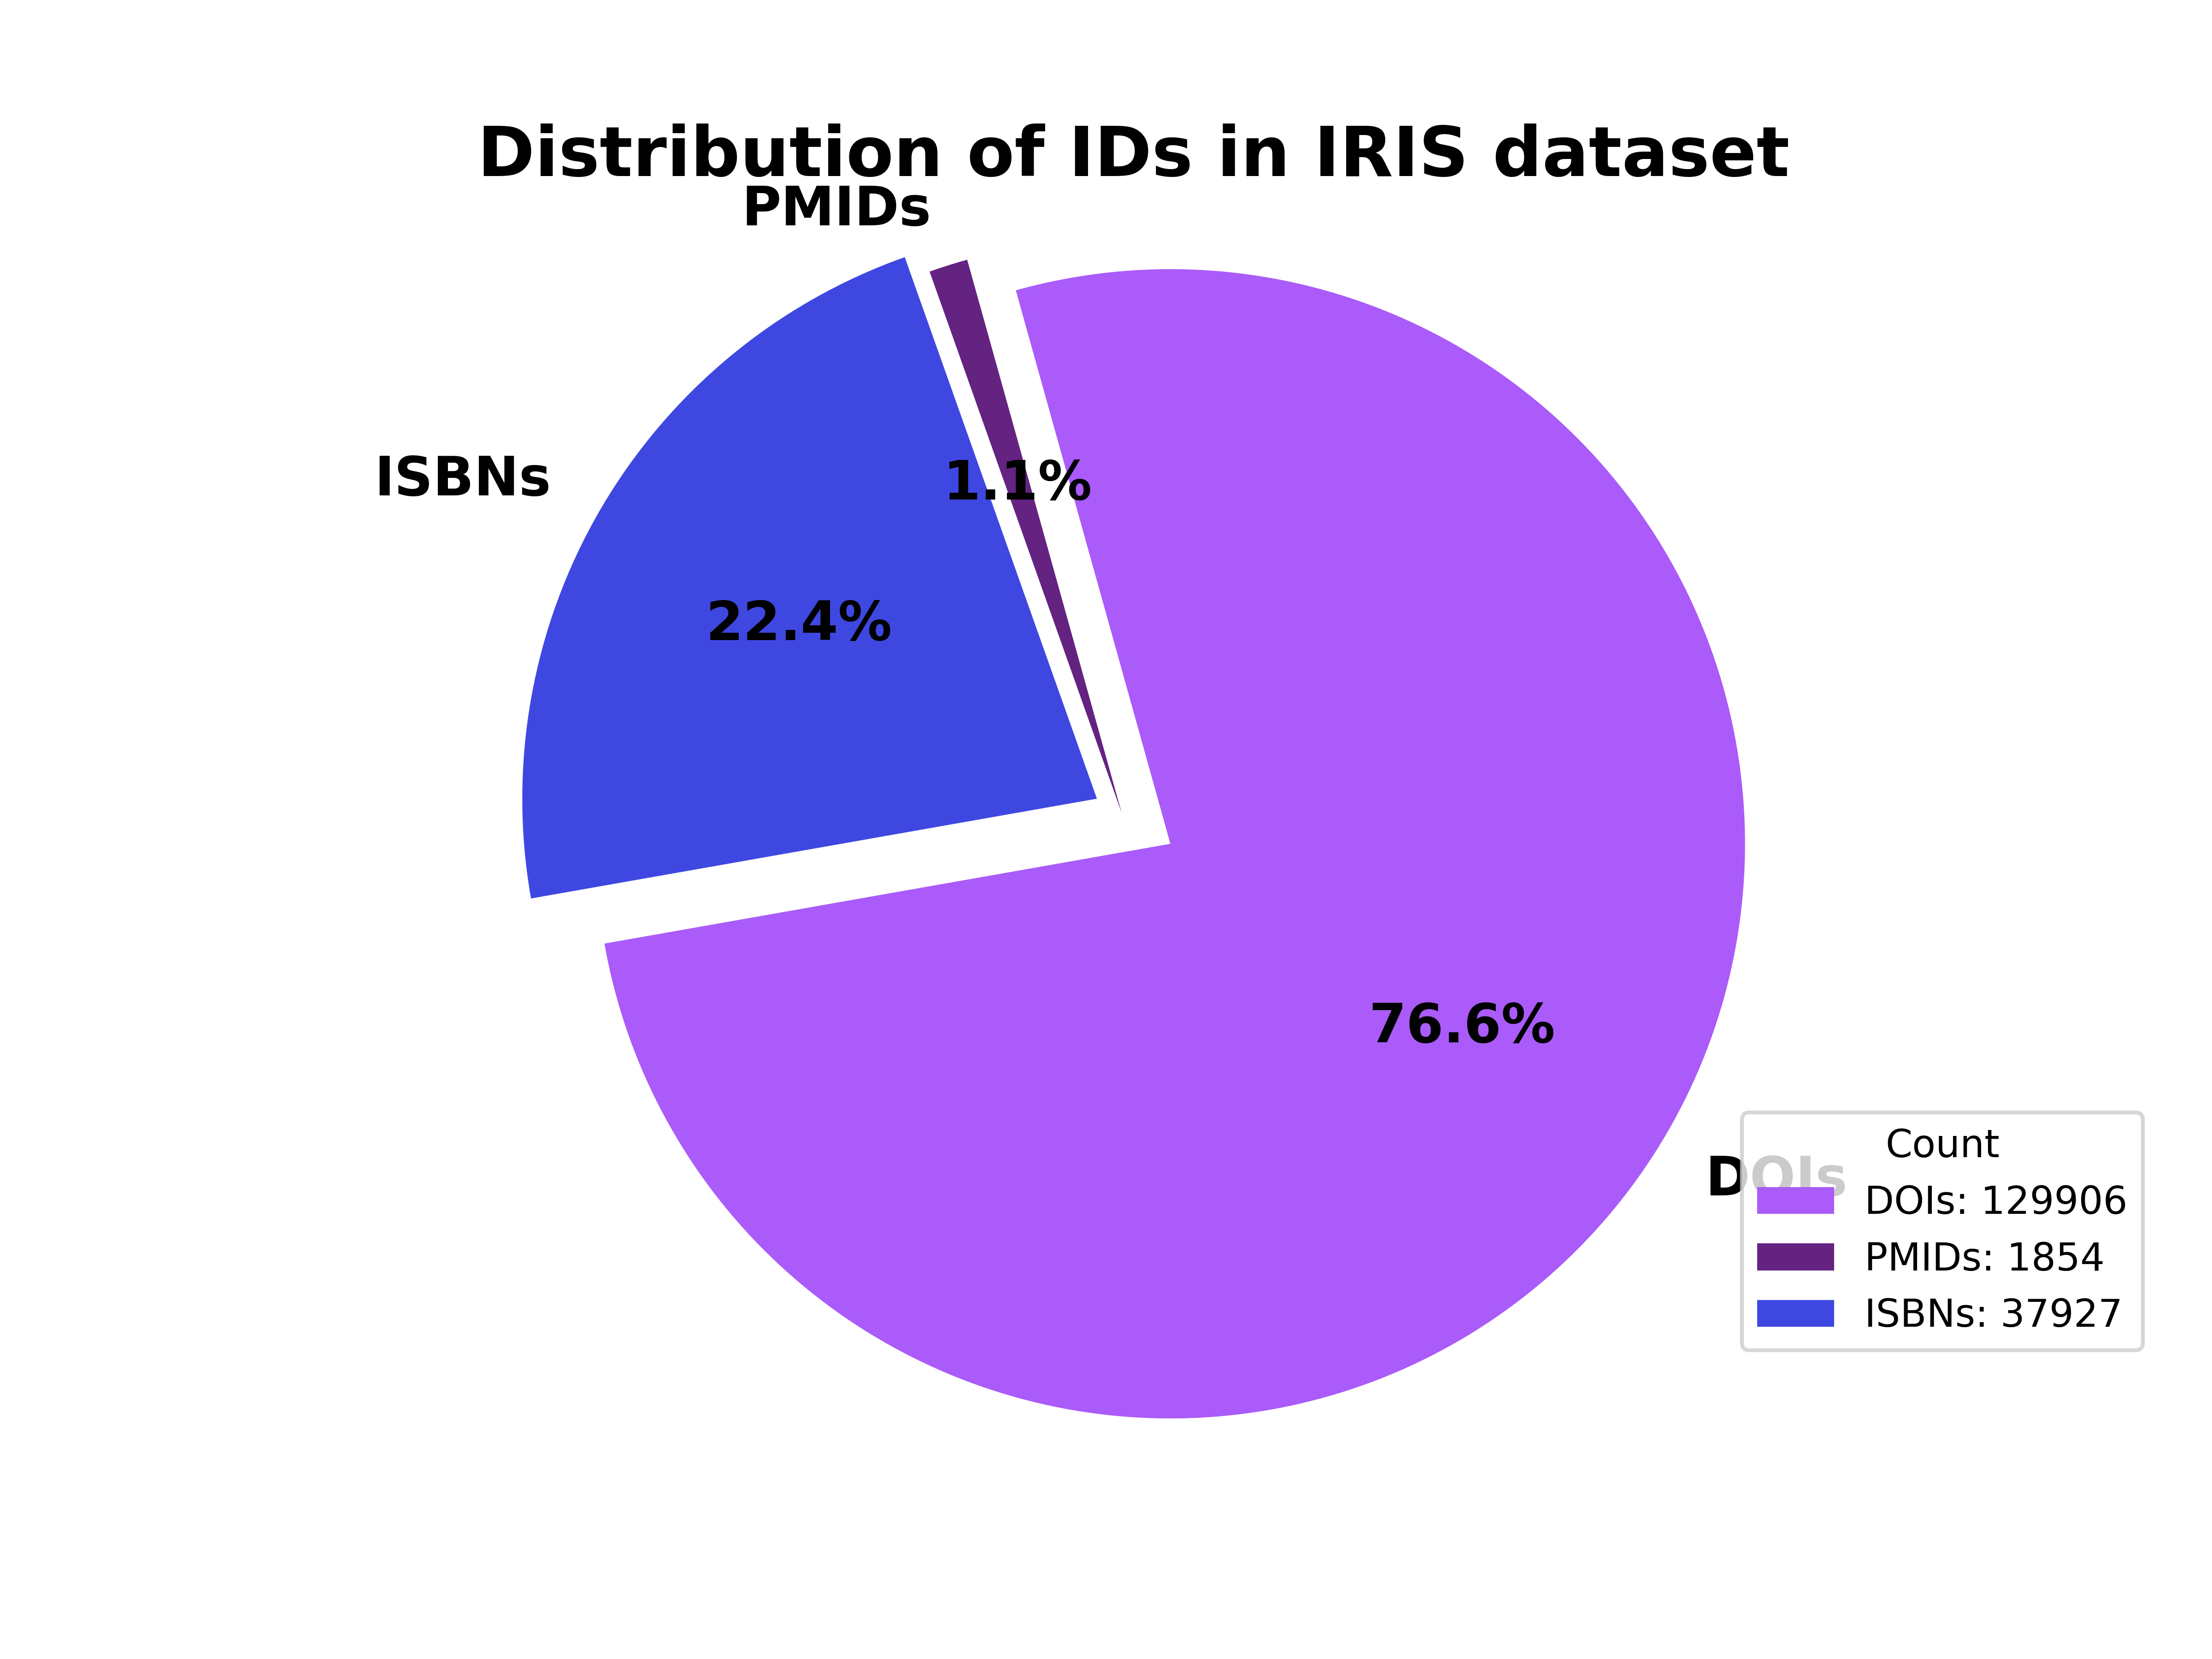 Distribution of IDs in IRIS dataset
PMIDs
ISBNs
1.1%
22.4%
76.6%
DOIs
Count
DOIs: 129906
PMIDs: 1854
ISBNs: 37927